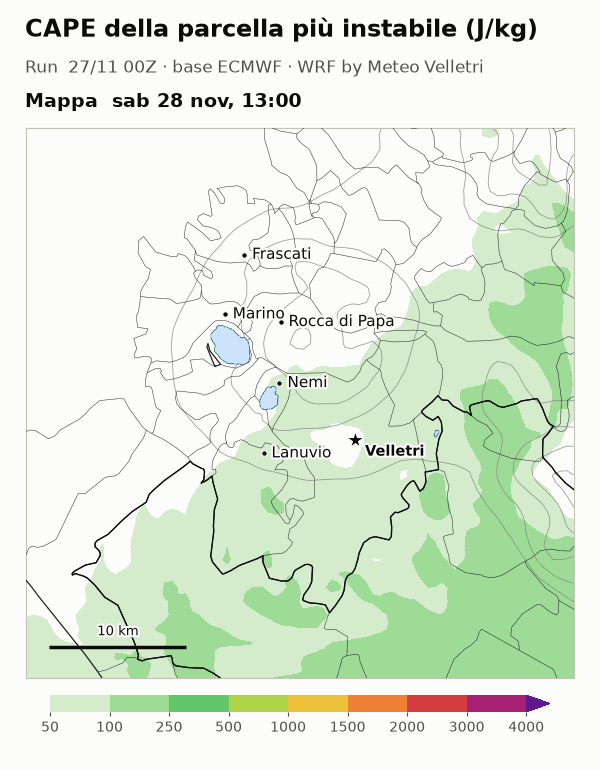 CAPE della parcella più instabile (J/kg)
Run  27/11 00Z · base ECMWF · WRF by Meteo Velletri
Mappa  sab 28 nov, 13:00
Frascati
Marino
Rocca di Papa
Nemi
Velletri
Lanuvio
10 km
50 100 250 500 1000 1500 2000 3000 4000